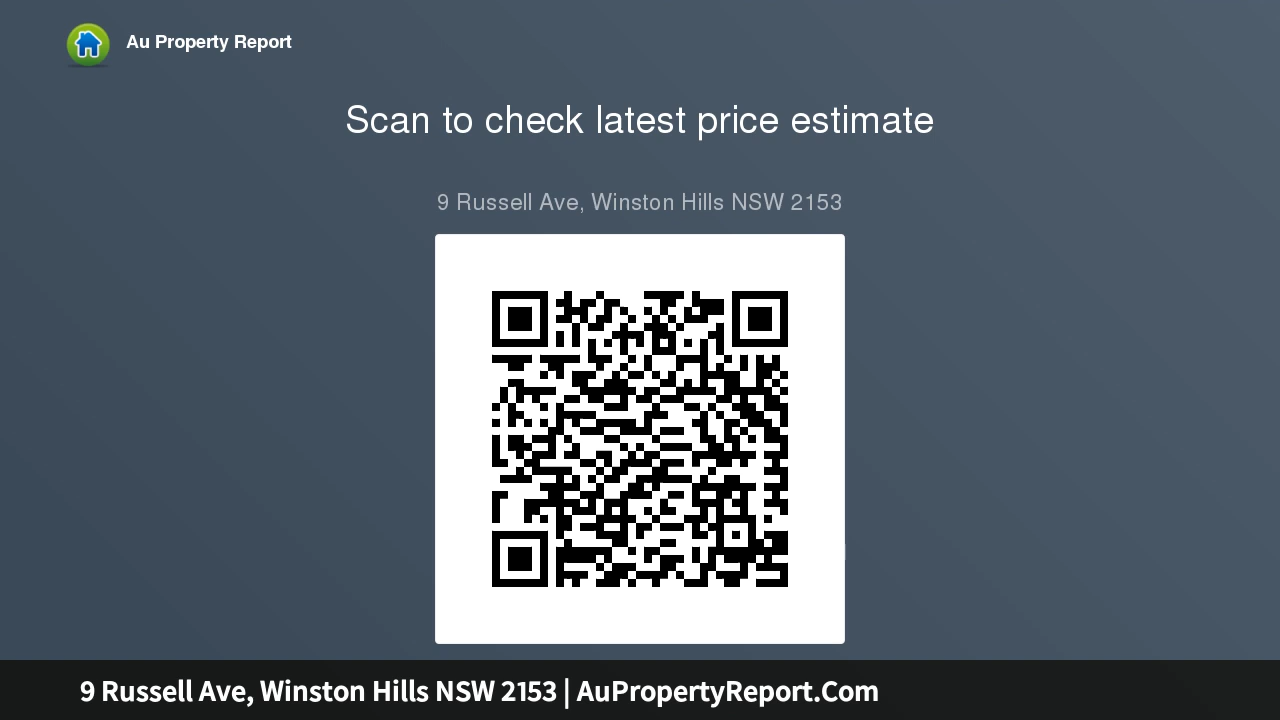 Au Property Report
Scan to check latest price estimate
9 Russell Ave, Winston Hills NSW 2153
9 Russell Ave, Winston Hills NSW 2153 | AuPropertyReport.Com